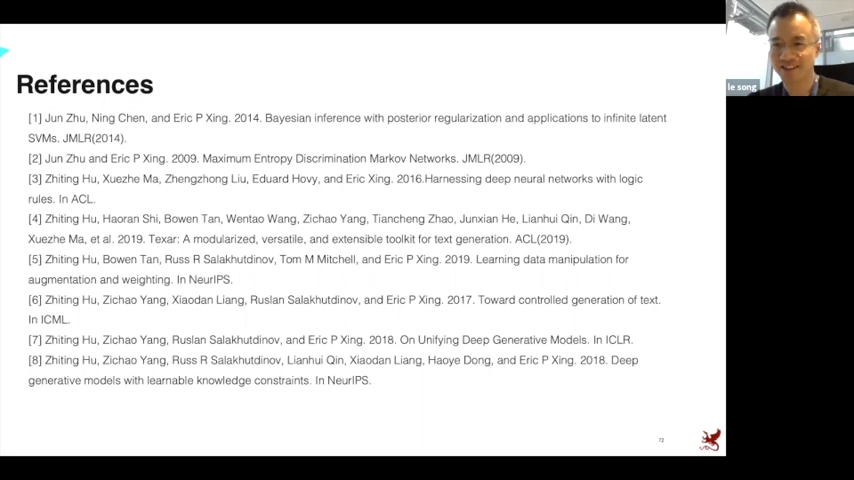 References
[1] Jun Zhu, Ning Chen, and Eric P Xing. 2014. Bayesian inference with posterior regularization and applications to infinite latent
SVMs. JMLR(2014).
[2] Jun Zhu and Eric P Xing. 2009. Maximum Entropy Discrimination Markov Networks. JMLR(2009).
[3] Zhiting Hu, Xuezhe Ma, Zhengzhong Liu, Eduard Hovy, and Eric Xing. 2016.Harnessing deep neural networks with logic
rules. In ACL.
[4] Zhiting Hu, Haoran Shi, Bowen Tan, Wentao Wang, Zichao Yang, Tiancheng Zhao, Junxian He, Lianhui Qin, Di Wang,
Xuezhe Ma, et al. 2019. Texar: A modularized, versatile, and extensible toolkit for text generation. ACL(2019).
[5] Zhiting Hu, Bowen Tan, Russ R Salakhutdinov, Tom M Mitchell, and Eric P Xing. 2019. Learning data manipulation for
augmentation and weighting. In NeurIPS.
[6] Zhiting Hu, Zichao Yang, Xiaodan Liang, Ruslan Salakhutdinov, and Eric P Xing. 2017. Toward controlled generation of text.
In ICML.
[7] Zhiting Hu, Zichao Yang, Ruslan Salakhutdinov, and Eric P Xing. 2018. On Unifying Deep Generative Models. In ICLR.
[8] Zhiting Hu, Zichao Yang, Russ R Salakhutdinov, Lianhui Qin, Xiaodan Liang, Haoye Dong, and Eric P Xing. 2018. Deep
generative models with learnable knowledge constraints. In NeurIPS.
72
le song